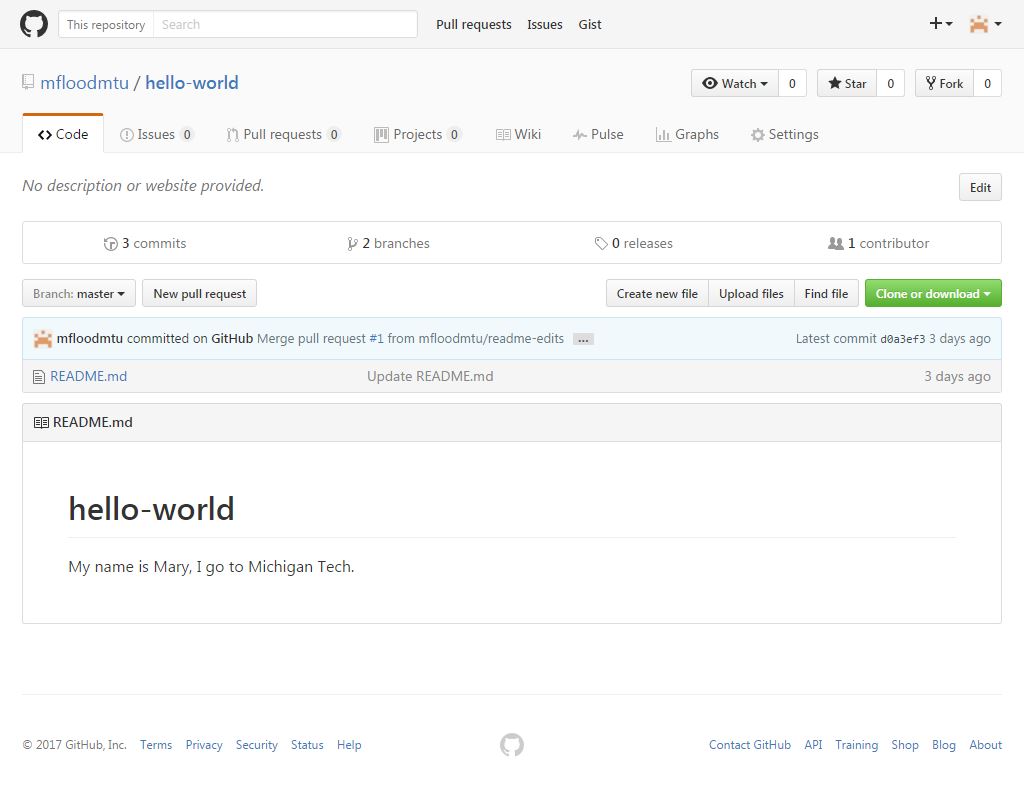 This repository Search Pull requests Issues Gist
mfloodmtu / hello-world Watch 0 Star 0 Fork 0
Code Issues 0 Pull requests 0 Projects 0 Wiki Pulse Graphs Settings
No description or website provided. Edit
3 commits 2 branches 0 releases 1 contributor
Branch: master New pull request Create new file Upload files Find file Clone or download
mfloodmtu committed on GitHub Merge pull request #1 from mfloodmtu/readme-edits ... Latest commit d0a3ef3 3 days ago
README.md Update README.md 3 days ago
README.md
hello-world
My name is Mary, I go to Michigan Tech.
© 2017 GitHub, Inc. Terms Privacy Security Status Help Contact GitHub API Training Shop Blog About